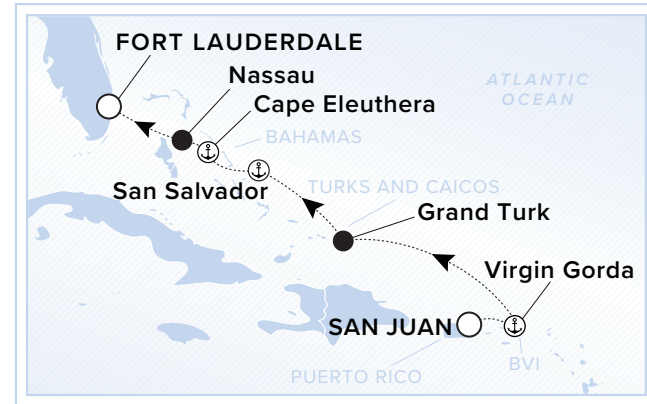 FORT LAUDERDALE
Nassau
ATLANTIC
OCEAN
Cape Eleuthera
BAHAMAS
San Salvador
TURKS AND CAICOS
Grand Turk
Virgin Gorda
SAN JUAN
BVI
PUERTO RICO